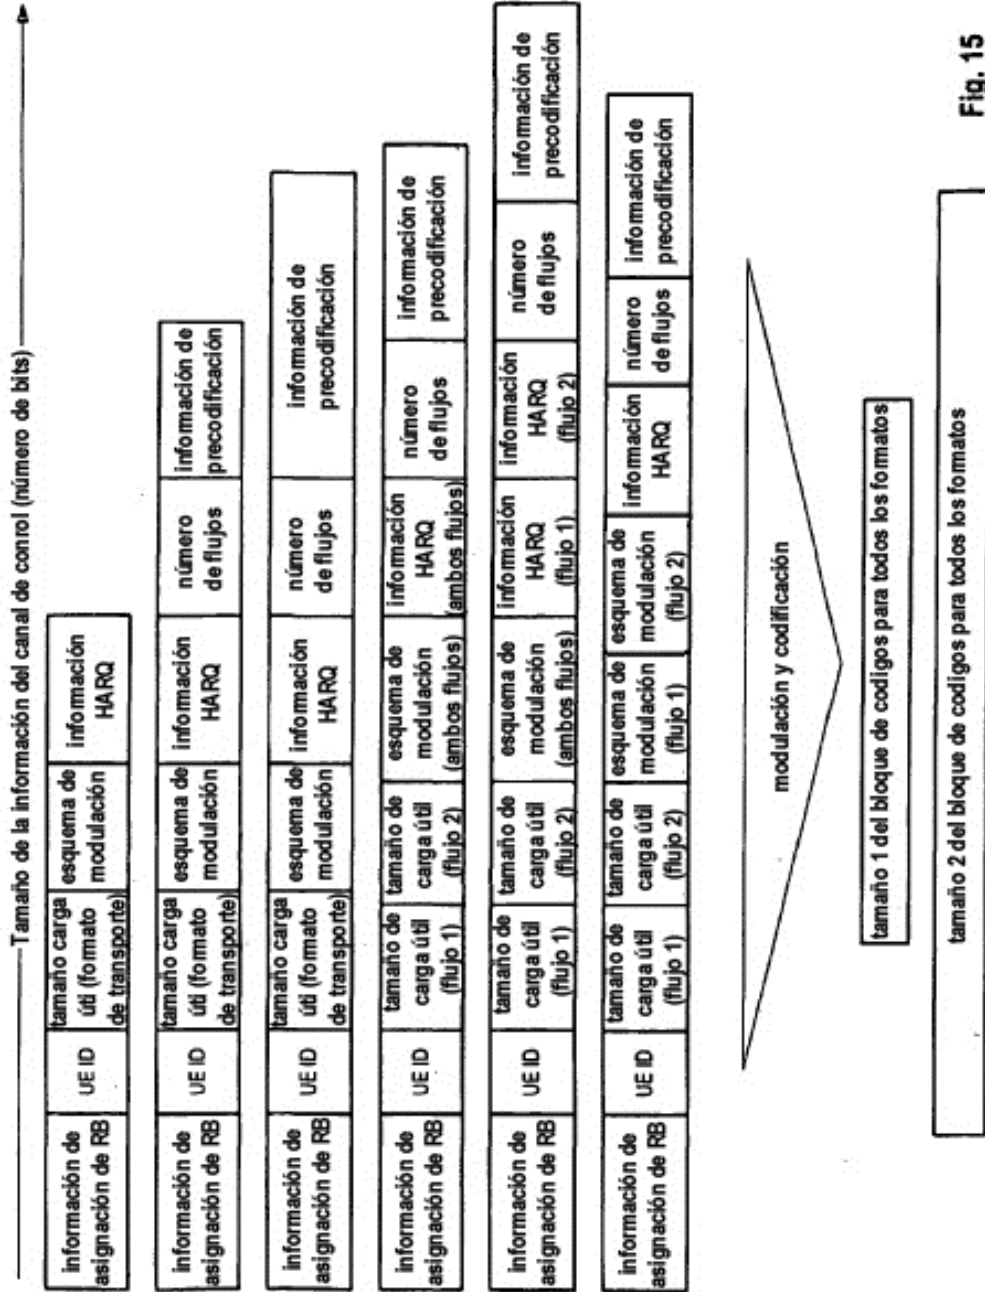 Tamaño de la información del canal de conrol (número de bits)
información de
asignación de RB
UE ID
tamaño carga
úti (formato
de transporte)
esquema de
modulación
información
HARQ
información de
asignación de RB
UE ID
tamaño carga
úti (formato
de transporte)
esquema de
modulación
información
HARQ
número
de flujos
información de
precodificación
información de
asignación de RB
UE ID
tamaño carga
úti (formato
de transporte)
esquema de
modulación
información
HARQ
número
de flujos
información de
precodificación
información de
asignación de RB
UE ID
tamaño de
carga útil
(flujo 1)
tamaño de
carga útil
(flujo 2)
esquema de
modulación
(ambos flujos)
información
HARQ
(ambos flujos)
número
de flujos
información de
precodificación
información de
asignación de RB
UE ID
tamaño de
carga útil
(flujo 1)
tamaño de
carga útil
(flujo 2)
esquema de
modulación
(ambos flujos)
información
HARQ
(flujo 1)
información
HARQ
(flujo 2)
número
de flujos
información de
precodificación
información de
asignación de RB
UE ID
tamaño de
carga útil
(flujo 1)
tamaño de
carga útil
(flujo 2)
esquema de
modulación
(flujo 1)
esquema de
modulación
(flujo 2)
información
HARQ
número
de flujos
información de
precodificación
modulación y codificación
tamaño 1 del bloque de codigos para todos los formatos
tamaño 2 del bloque de codigos para todos los formatos
Fig. 15